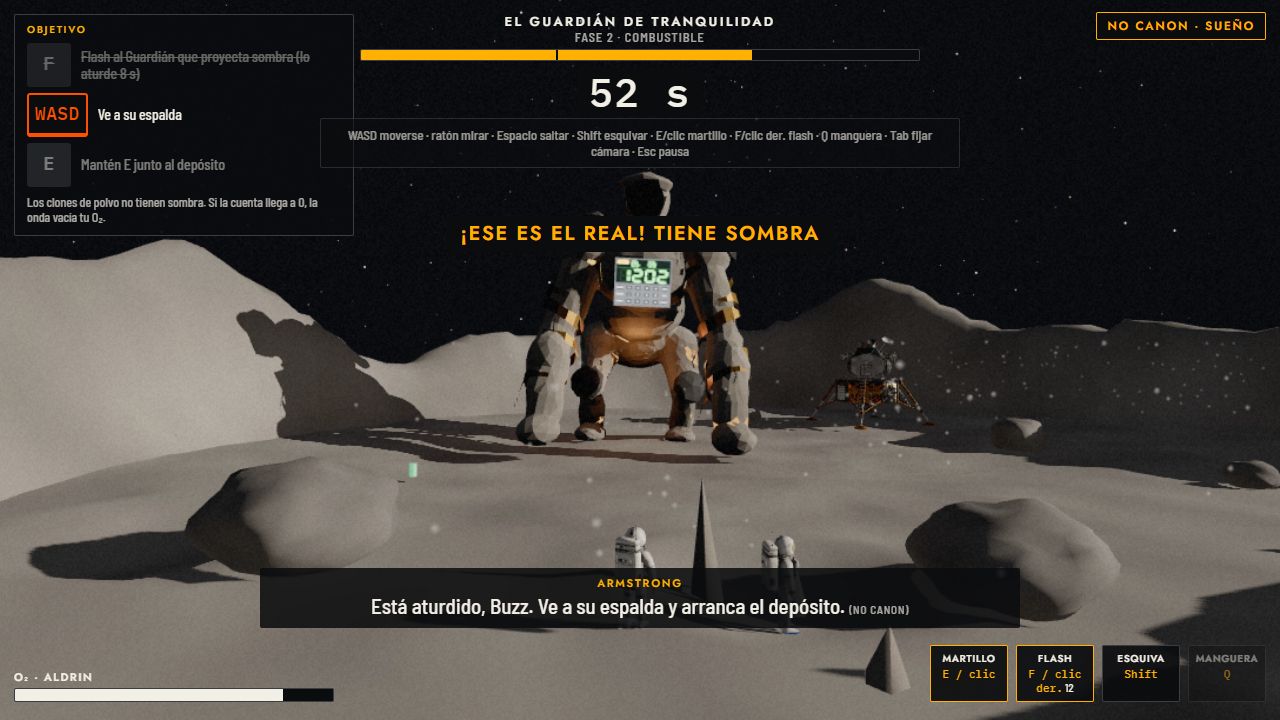 OBJETIVO
F
Flash al Guardián que proyecta sombra (lo
aturde 8 s)
WASD
Ve a su espalda
E
Mantén E junto al depósito
Los clones de polvo no tienen sombra. Si la cuenta llega a 0, la
onda vacía tu O₂.
EL GUARDIÁN DE TRANQUILIDAD
FASE 2 · COMBUSTIBLE
52 s
WASD moverse · ratón mirar · Espacio saltar · Shift esquivar · E/clic martillo · F/clic der. flash · Q manguera · Tab fijar
cámara · Esc pausa
NO CANON · SUEÑO
¡ESE ES EL REAL! TIENE SOMBRA
1202
ARMSTRONG
Está aturdido, Buzz. Ve a su espalda y arranca el depósito. (NO CANON)
O₂ · ALDRIN
MARTILLO
E / clic
FLASH
F / clic
der. 12
ESQUIVA
Shift
MANGUERA
Q